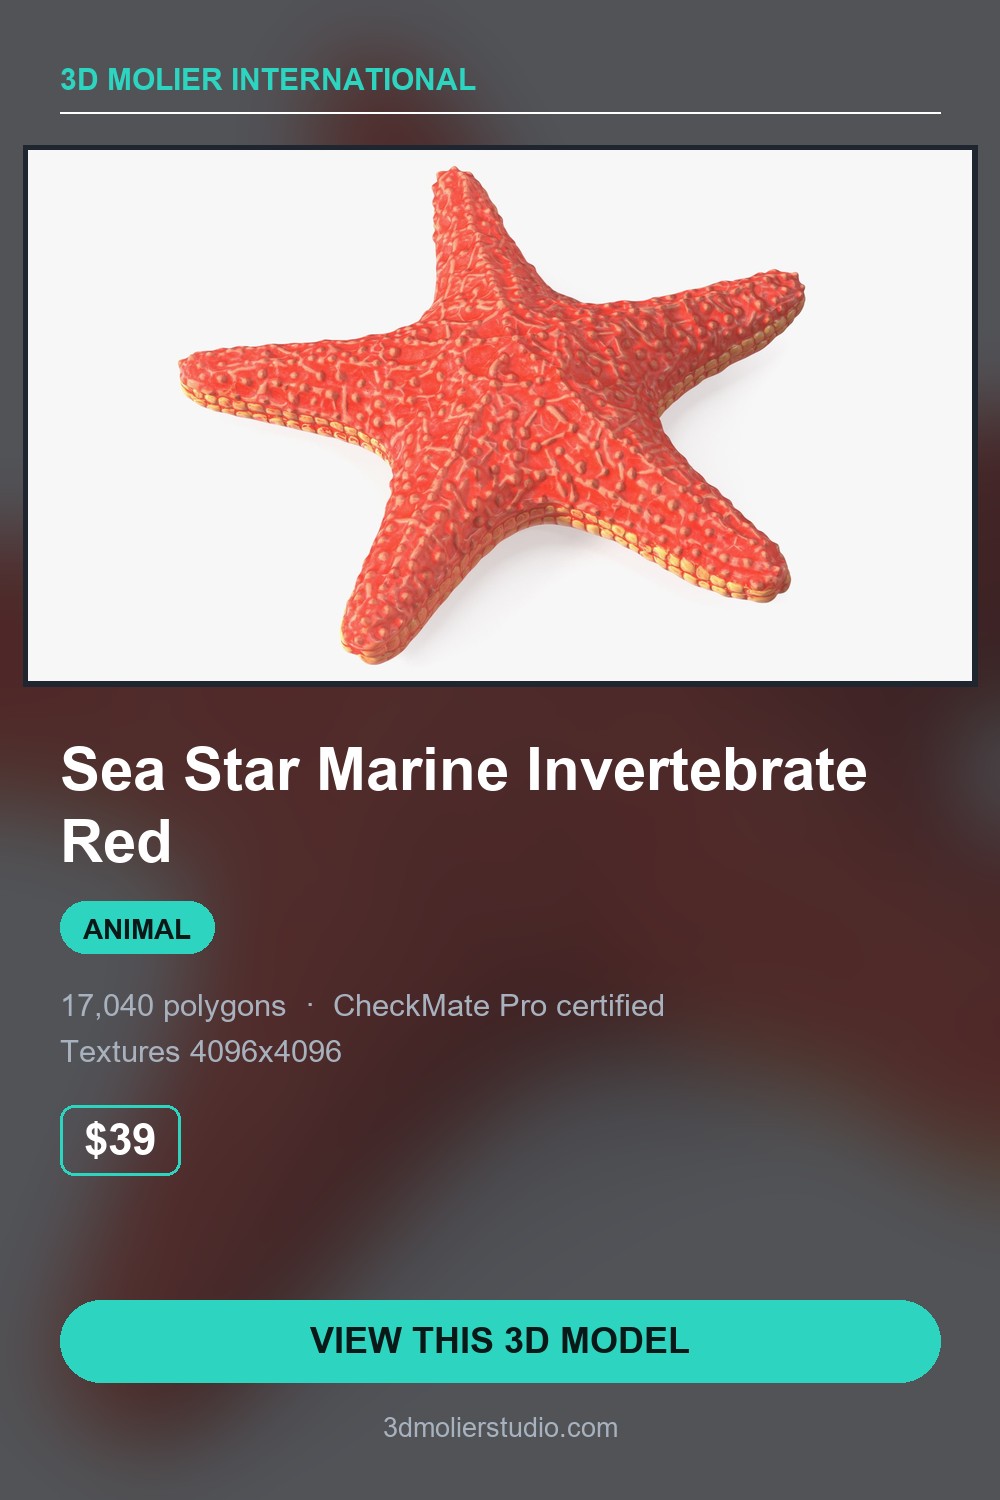 3D MOLIER INTERNATIONAL
Sea Star Marine Invertebrate
Red
ANIMAL
17,040 polygons · CheckMate Pro certified
Textures 4096x4096
$39
VIEW THIS 3D MODEL
3dmolierstudio.com